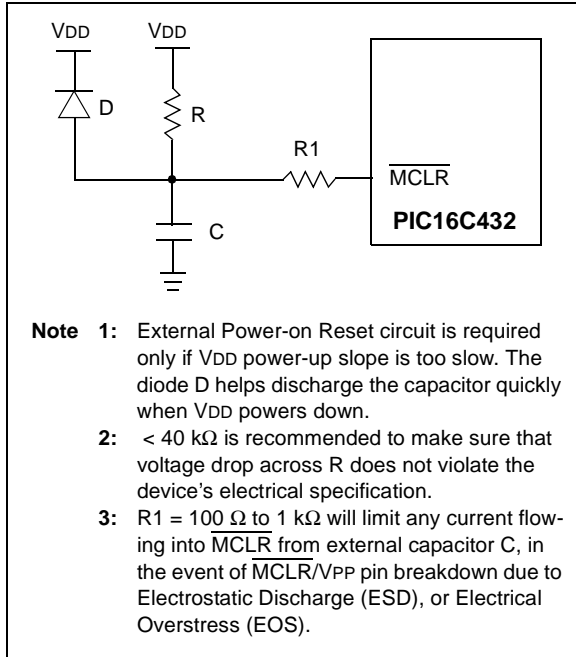 VDD VDD
D
R
R1
MCLR
PIC16C432
C
Note 1: External Power-on Reset circuit is required
only if VDD power-up slope is too slow. The
diode D helps discharge the capacitor quickly
when VDD powers down.
2: < 40 kΩ is recommended to make sure that
voltage drop across R does not violate the
device's electrical specification.
3: R1 = 100 Ω to 1 kΩ will limit any current flow-
ing into MCLR from external capacitor C, in
the event of MCLR/VPP pin breakdown due to
Electrostatic Discharge (ESD), or Electrical
Overstress (EOS).